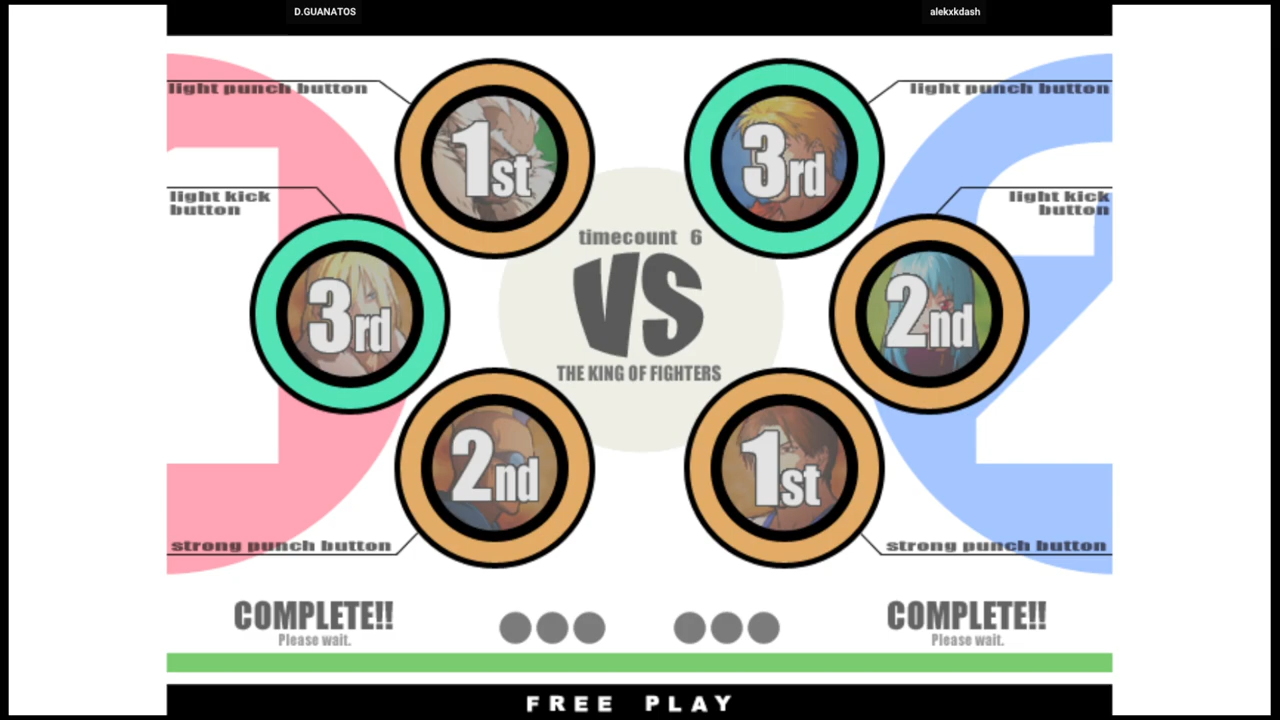 D.GUANATOS
alekxkdash
light punch button
1st
3rd
light punch button
light kick
button
light kick
button
timecount 6
VS
THE KING OF FIGHTERS
3rd
2nd
2nd
1st
strong punch button
strong punch button
COMPLETE!!
Please wait.
COMPLETE!!
Please wait.
FREE PLAY